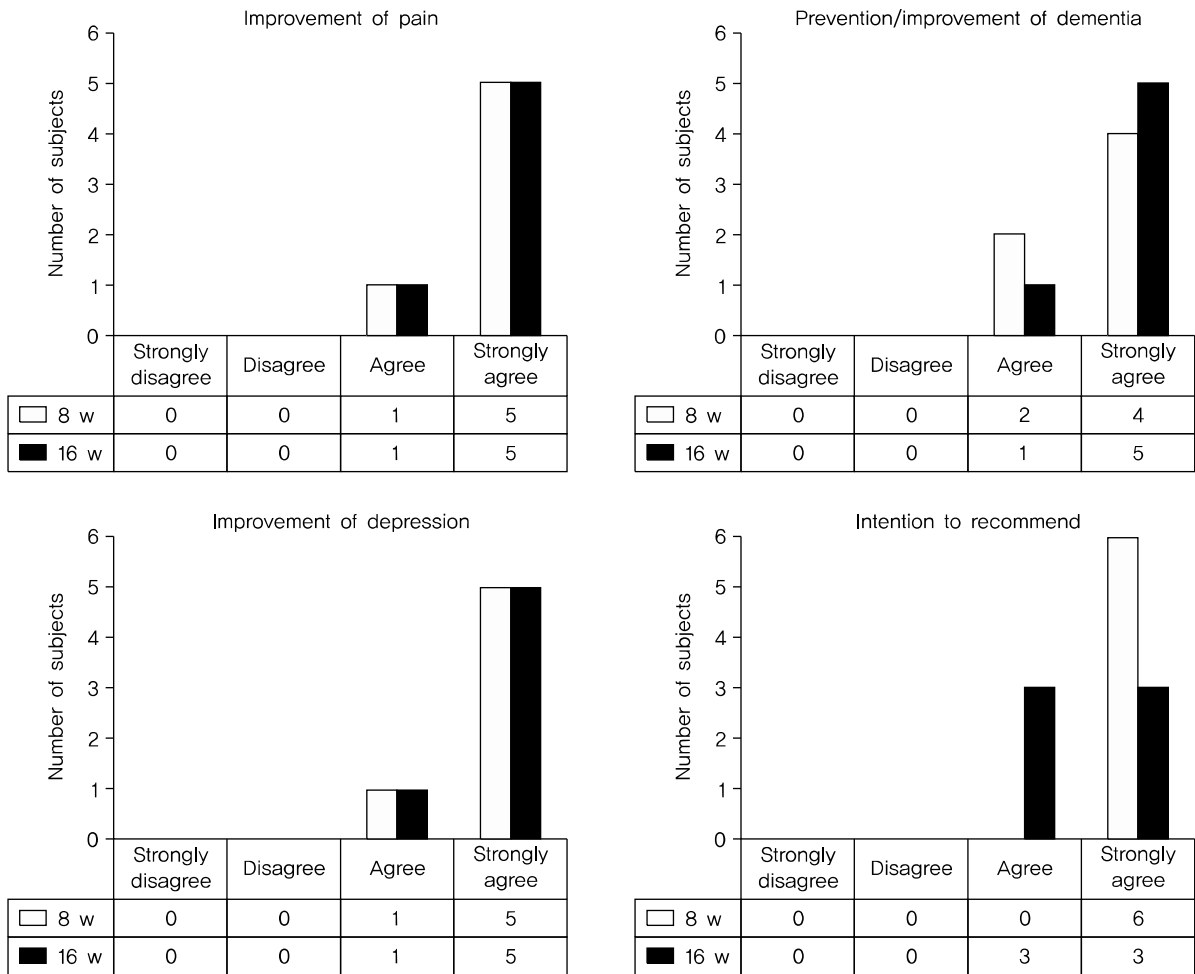 Improvement of pain
Number of subjects
6
5
4
3
2
1
0
Strongly disagree Disagree Agree Strongly agree
8 w 0 0 1 5
16 w 0 0 1 5
Prevention/improvement of dementia
Number of subjects
6
5
4
3
2
1
0
Strongly disagree Disagree Agree Strongly agree
8 w 0 0 2 4
16 w 0 0 1 5
Improvement of depression
Number of subjects
6
5
4
3
2
1
0
Strongly disagree Disagree Agree Strongly agree
8 w 0 0 1 5
16 w 0 0 1 5
Intention to recommend
Number of subjects
6
5
4
3
2
1
0
Strongly disagree Disagree Agree Strongly agree
8 w 0 0 0 6
16 w 0 0 3 3